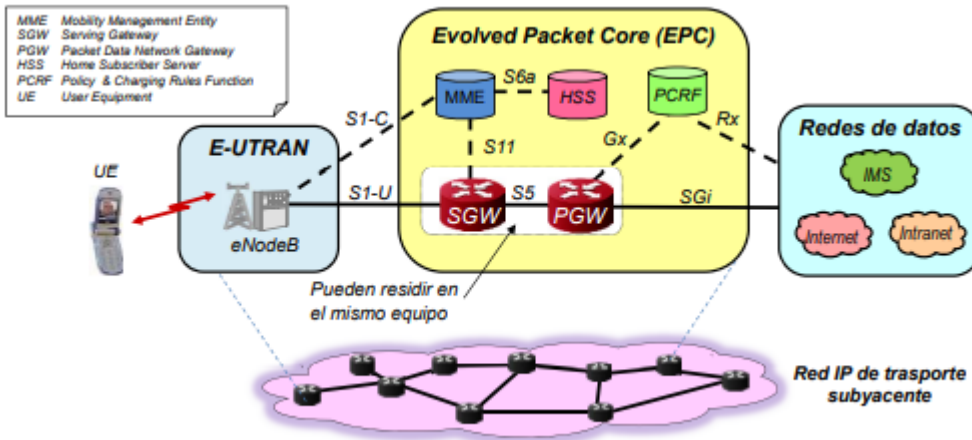 MME Mobility Management Entity
SGW Serving Gateway
PGW Packet Data Network Gateway
HSS Home Subscriber Server
PCRF Policy & Charging Rules Function
UE User Equipment
Evolved Packet Core (EPC)
MME
S6a
HSS
PCRF
S1-C
S11
Gx
Rx
E-UTRAN
Redes de datos
IMS
UE
eNodeB
S1-U
SGW
S5
PGW
SGi
Internet
Intranet
Pueden residir en
el mismo equipo
Red IP de trasporte
subyacente